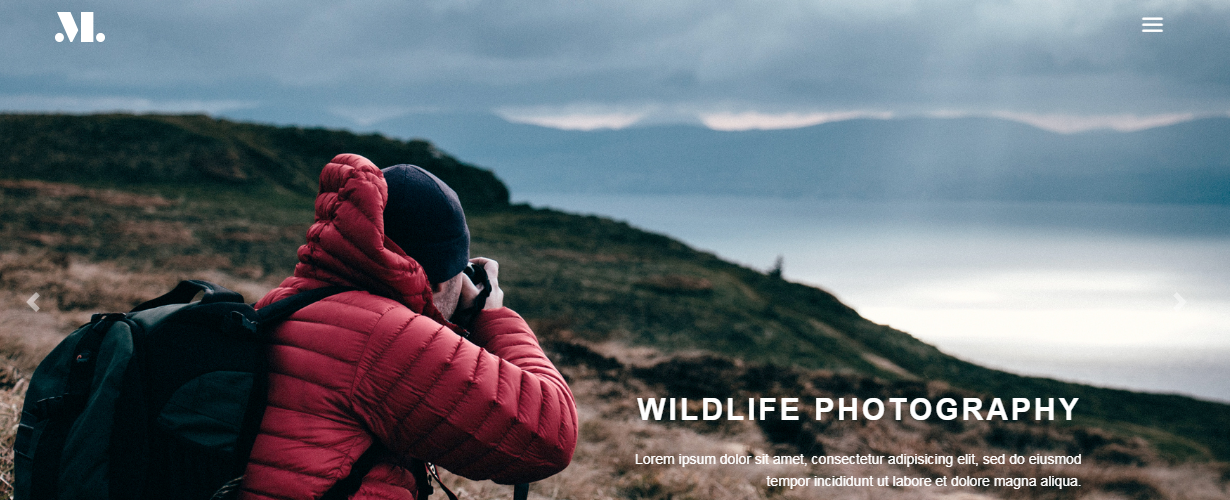 M.
WILDLIFE PHOTOGRAPHY
Lorem ipsum dolor sit amet, consectetur adipisicing elit, sed do eiusmod
tempor incididunt ut labore et dolore magna aliqua.